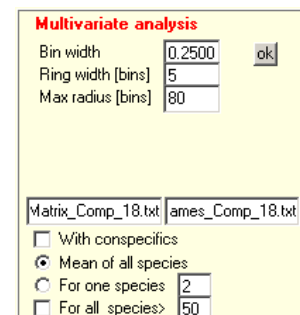 Multivariate analysis
Bin width 0.2500 ok
Ring width [bins] 5
Max radius [bins] 80
Matrix_Comp_18.txt ames_Comp_18.txt
With conspecifics
Mean of all species
For one species 2
For all species> 50